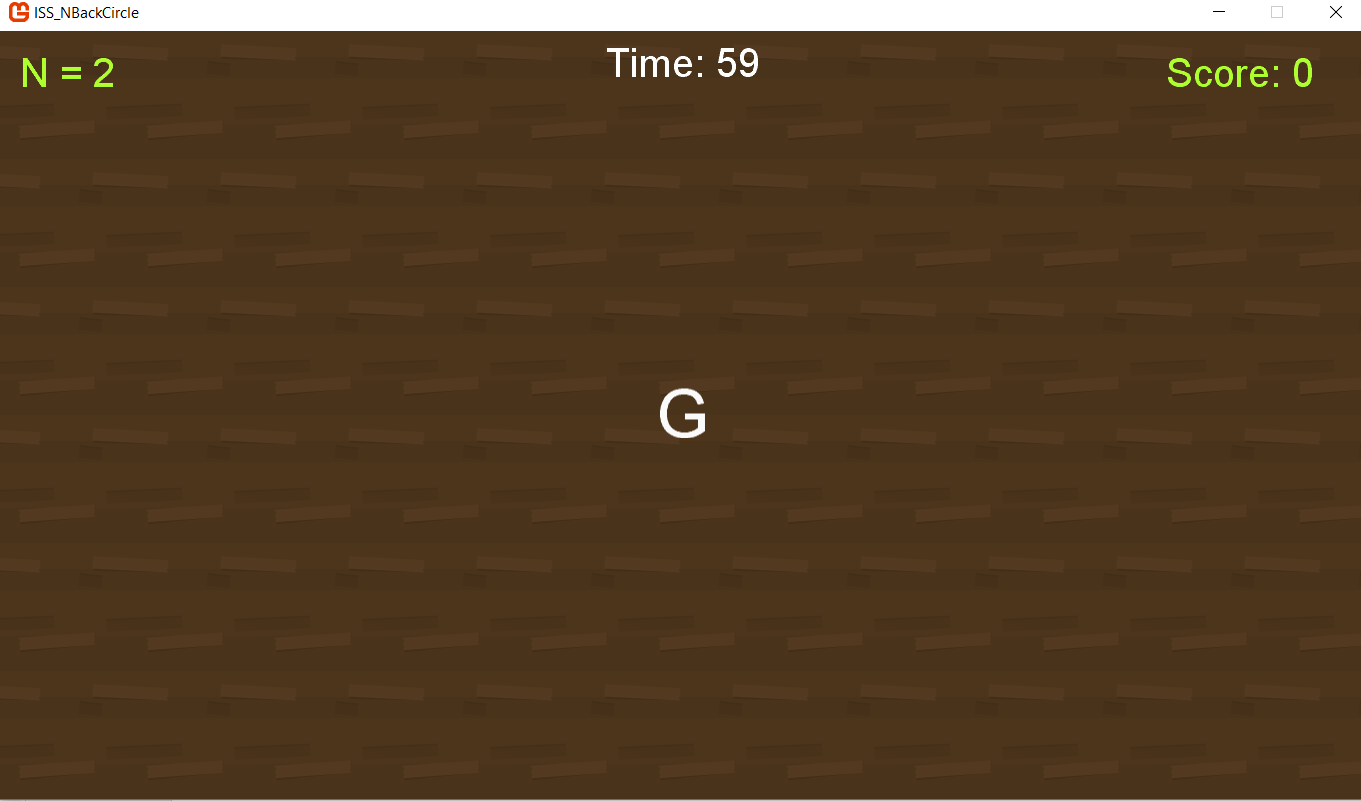 ISS_NBackCircle
N = 2
Time: 59
Score: 0
G